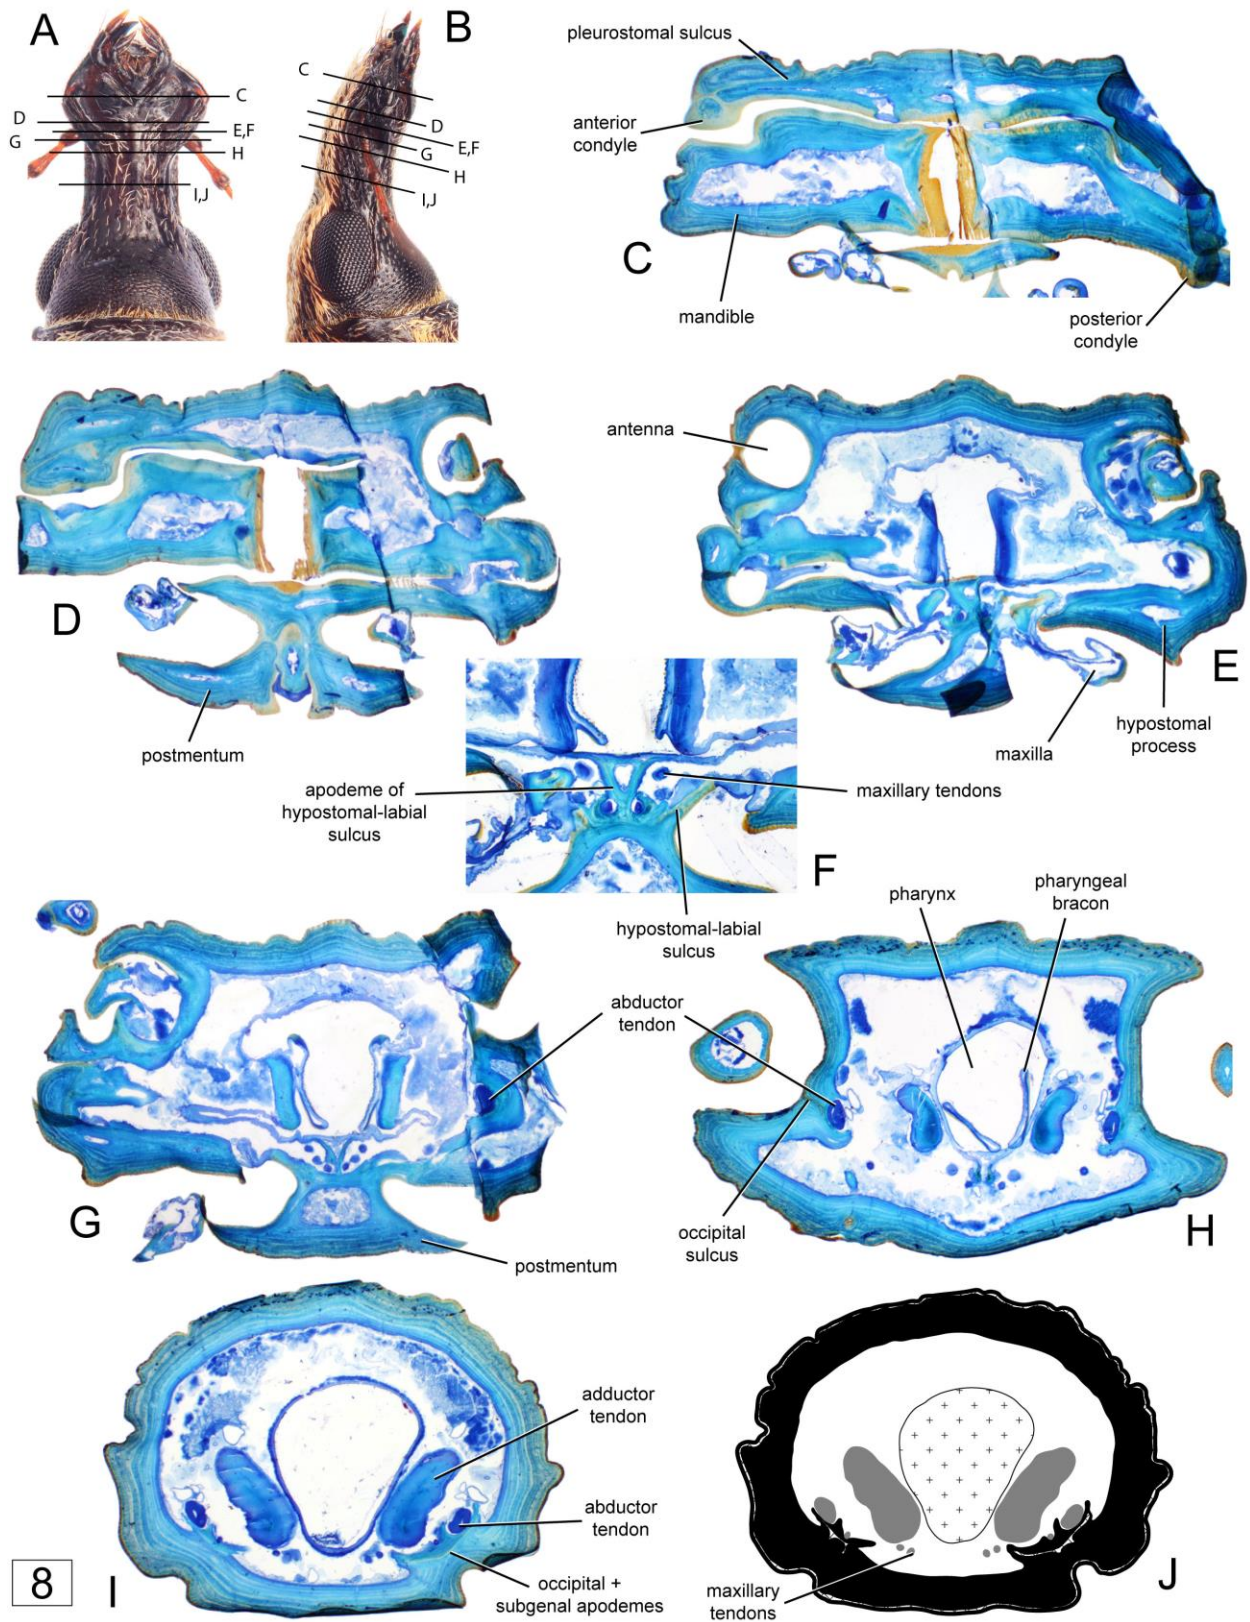 A
B
C
C
C
D
D
E,F
E,F
G
G
H
H
I,J
I,J
pleurostomal sulcus
anterior
condyle
C
mandible
posterior
condyle
antenna
D
E
postmentum
hypostomal
process
maxilla
apodeme of
hypostomal-labial
sulcus
maxillary tendons
F
hypostomal-labial
sulcus
pharynx
pharyngeal
bracon
abductor
tendon
G
H
occipital
sulcus
postmentum
adductor
tendon
abductor
tendon
8
I
occipital +
subgenal apodemes
maxillary
tendons
J